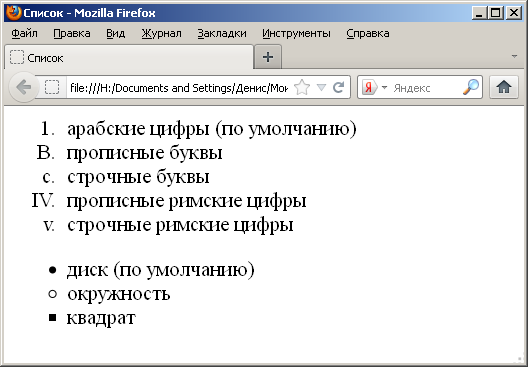 Список - Mozilla Firefox
Файл Правка Вид Журнал Закладки Инструменты Справка
Список
file:///H:/Documents and Settings/Денис/Мои Яндекс
1. арабские цифры (по умолчанию)
B. прописные буквы
c. строчные буквы
IV. прописные римские цифры
v. строчные римские цифры
• диск (по умолчанию)
○ окружность
■ квадрат